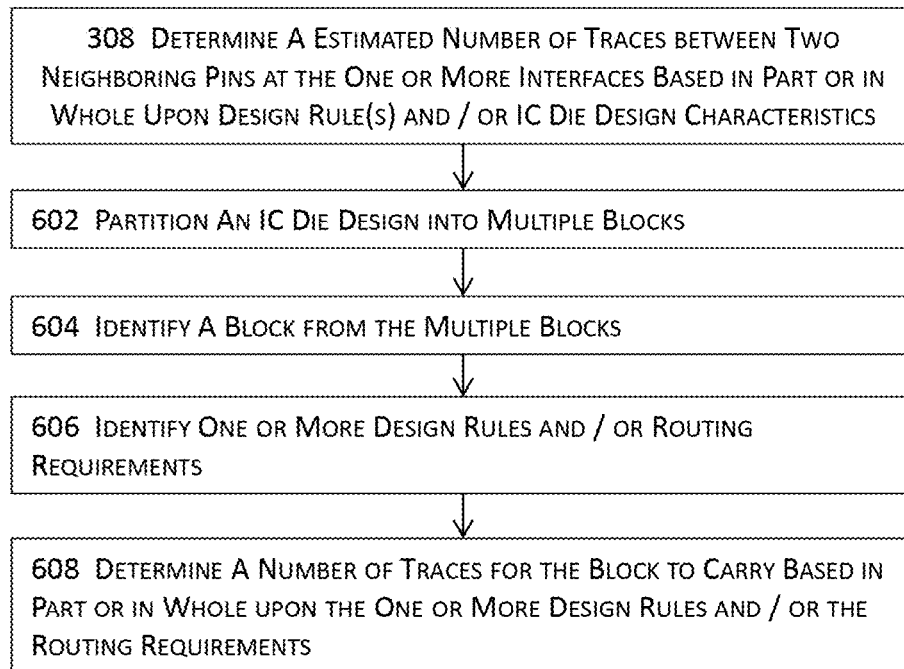 308 Determine A Estimated Number of Traces between Two
Neighboring Pins at the One or More Interfaces Based in Part or in
Whole Upon Design Rule(s) and / or IC Die Design Characteristics
602 Partition An IC Die Design into Multiple Blocks
604 Identify A Block from the Multiple Blocks
606 Identify One or More Design Rules and / or Routing
Requirements
608 Determine A Number of Traces for the Block to Carry Based in
Part or in Whole upon the One or More Design Rules and / or the
Routing Requirements